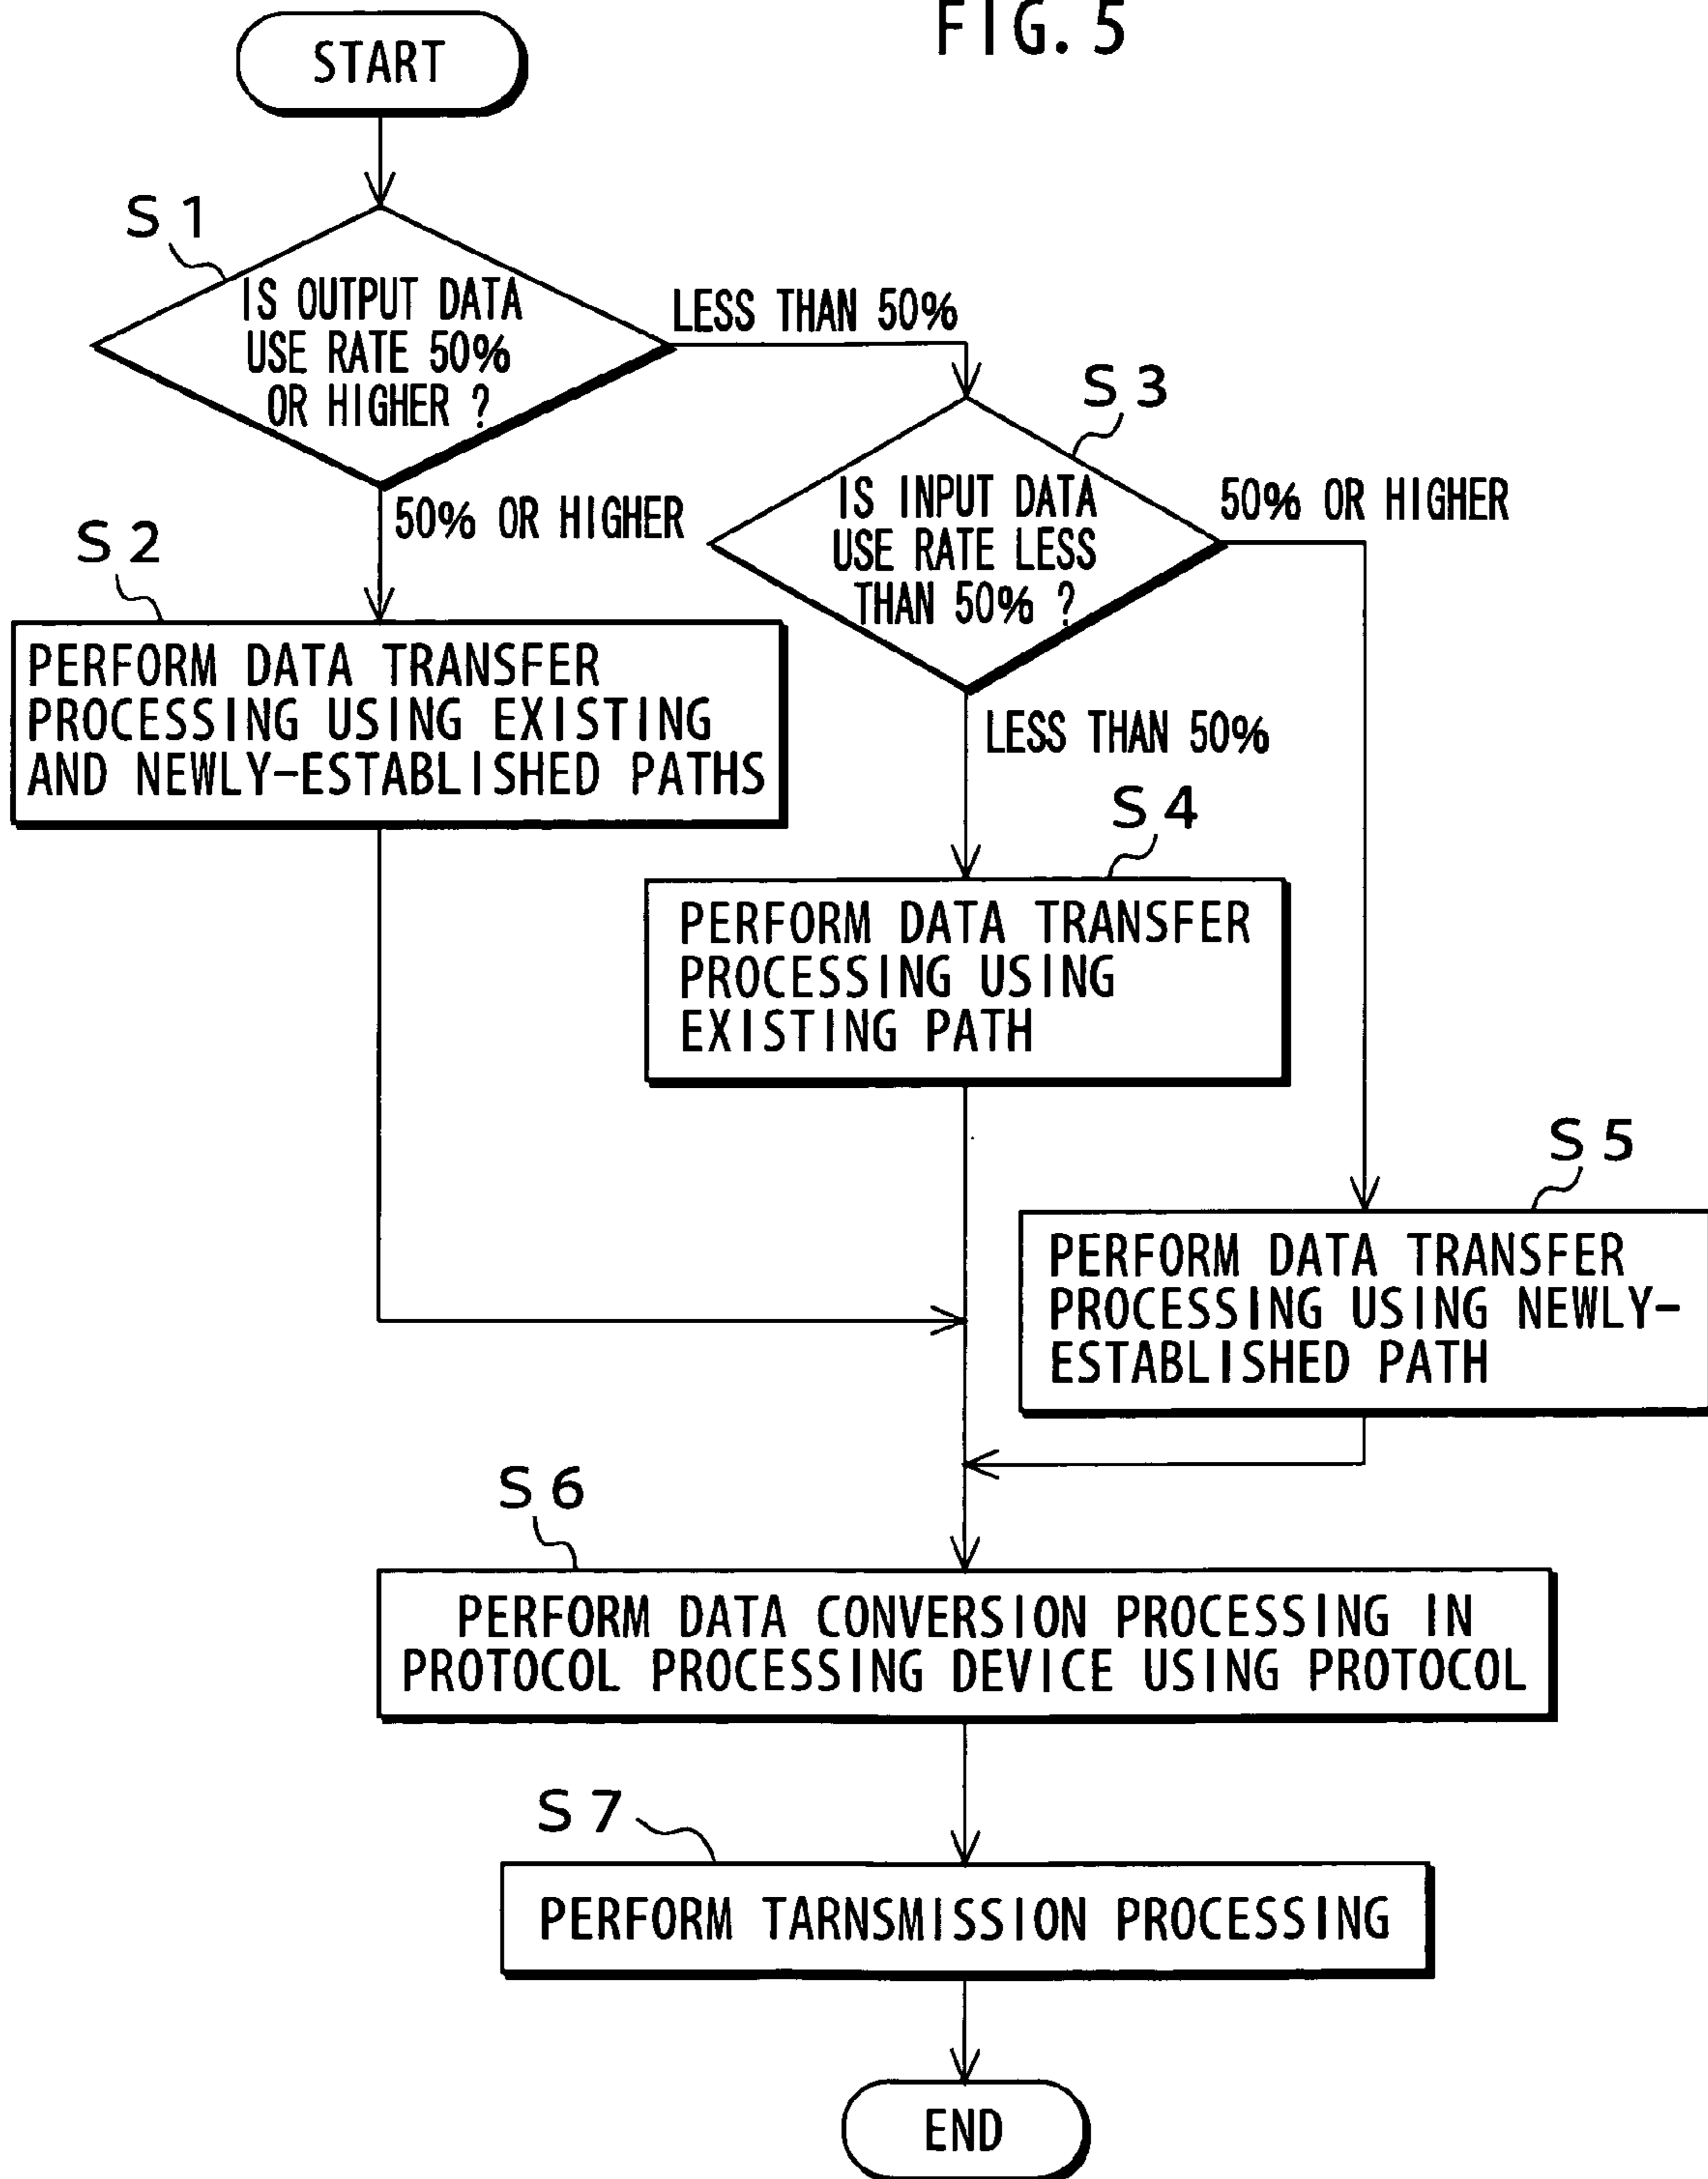 FIG. 5
START
S1
IS OUTPUT DATA
USE RATE 50%
OR HIGHER ?
LESS THAN 50%
S3
50% OR HIGHER
IS INPUT DATA
USE RATE LESS
THAN 50% ?
50% OR HIGHER
S2
PERFORM DATA TRANSFER
PROCESSING USING EXISTING
AND NEWLY-ESTABLISHED PATHS
LESS THAN 50%
S4
PERFORM DATA TRANSFER
PROCESSING USING
EXISTING PATH
S5
PERFORM DATA TRANSFER
PROCESSING USING NEWLY-
ESTABLISHED PATH
S6
PERFORM DATA CONVERSION PROCESSING IN
PROTOCOL PROCESSING DEVICE USING PROTOCOL
S7
PERFORM TARNSMISSION PROCESSING
END